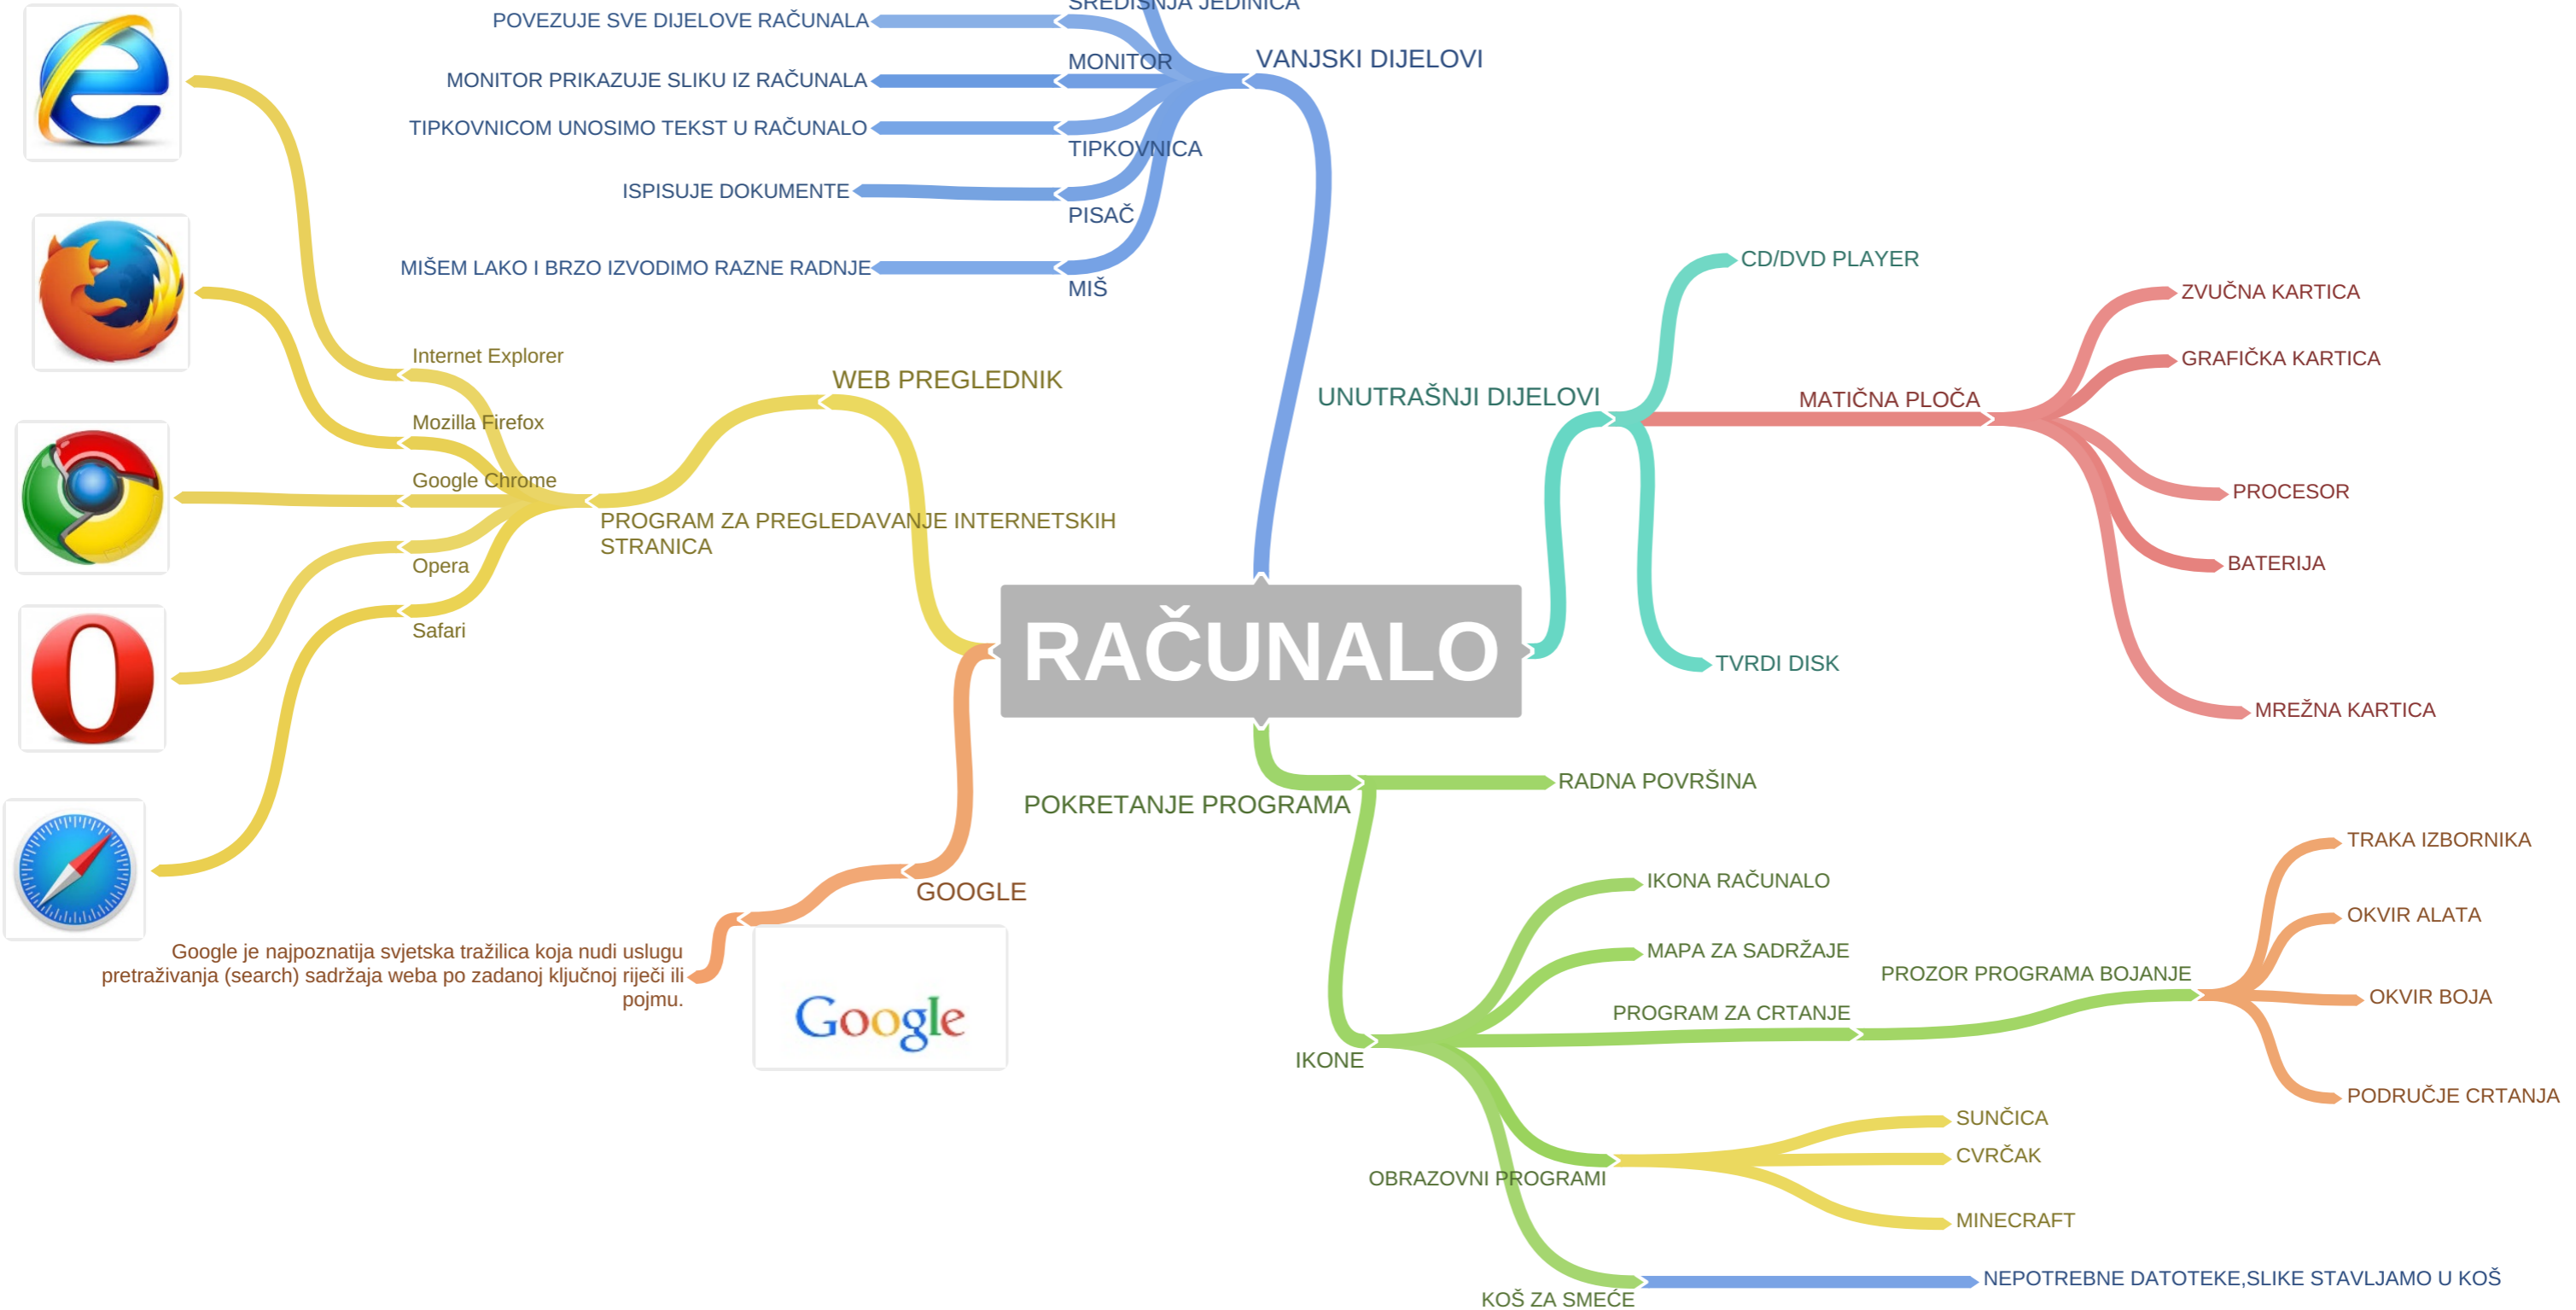 SREDIŠNJA JEDINICA
POVEZUJE SVE DIJELOVE RAČUNALA
VANJSKI DIJELOVI
MONITOR
MONITOR PRIKAZUJE SLIKU IZ RAČUNALA
TIPKOVNICOM UNOSIMO TEKST U RAČUNALO
TIPKOVNICA
ISPISUJE DOKUMENTE
PISAČ
MIŠEM LAKO I BRZO IZVODIMO RAZNE RADNJE
MIŠ
Internet Explorer
WEB PREGLEDNIK
Mozilla Firefox
Google Chrome
PROGRAM ZA PREGLEDAVANJE INTERNETSKIH
STRANICA
Opera
Safari
CD/DVD PLAYER
UNUTRAŠNJI DIJELOVI
MATIČNA PLOČA
ZVUČNA KARTICA
GRAFIČKA KARTICA
PROCESOR
BATERIJA
MREŽNA KARTICA
TVRDI DISK
RAČUNALO
POKRETANJE PROGRAMA
RADNA POVRŠINA
GOOGLE
Google je najpoznatija svjetska tražilica koja nudi uslugu
pretraživanja (search) sadržaja weba po zadanoj ključnoj riječi ili
pojmu.
Google
IKONE
IKONA RAČUNALO
MAPA ZA SADRŽAJE
PROGRAM ZA CRTANJE
PROZOR PROGRAMA BOJANJE
TRAKA IZBORNIKA
OKVIR ALATA
OKVIR BOJA
PODRUČJE CRTANJA
OBRAZOVNI PROGRAMI
SUNČICA
CVRČAK
MINECRAFT
KOŠ ZA SMEĆE
NEPOTREBNE DATOTEKE,SLIKE STAVLJAMO U KOŠ